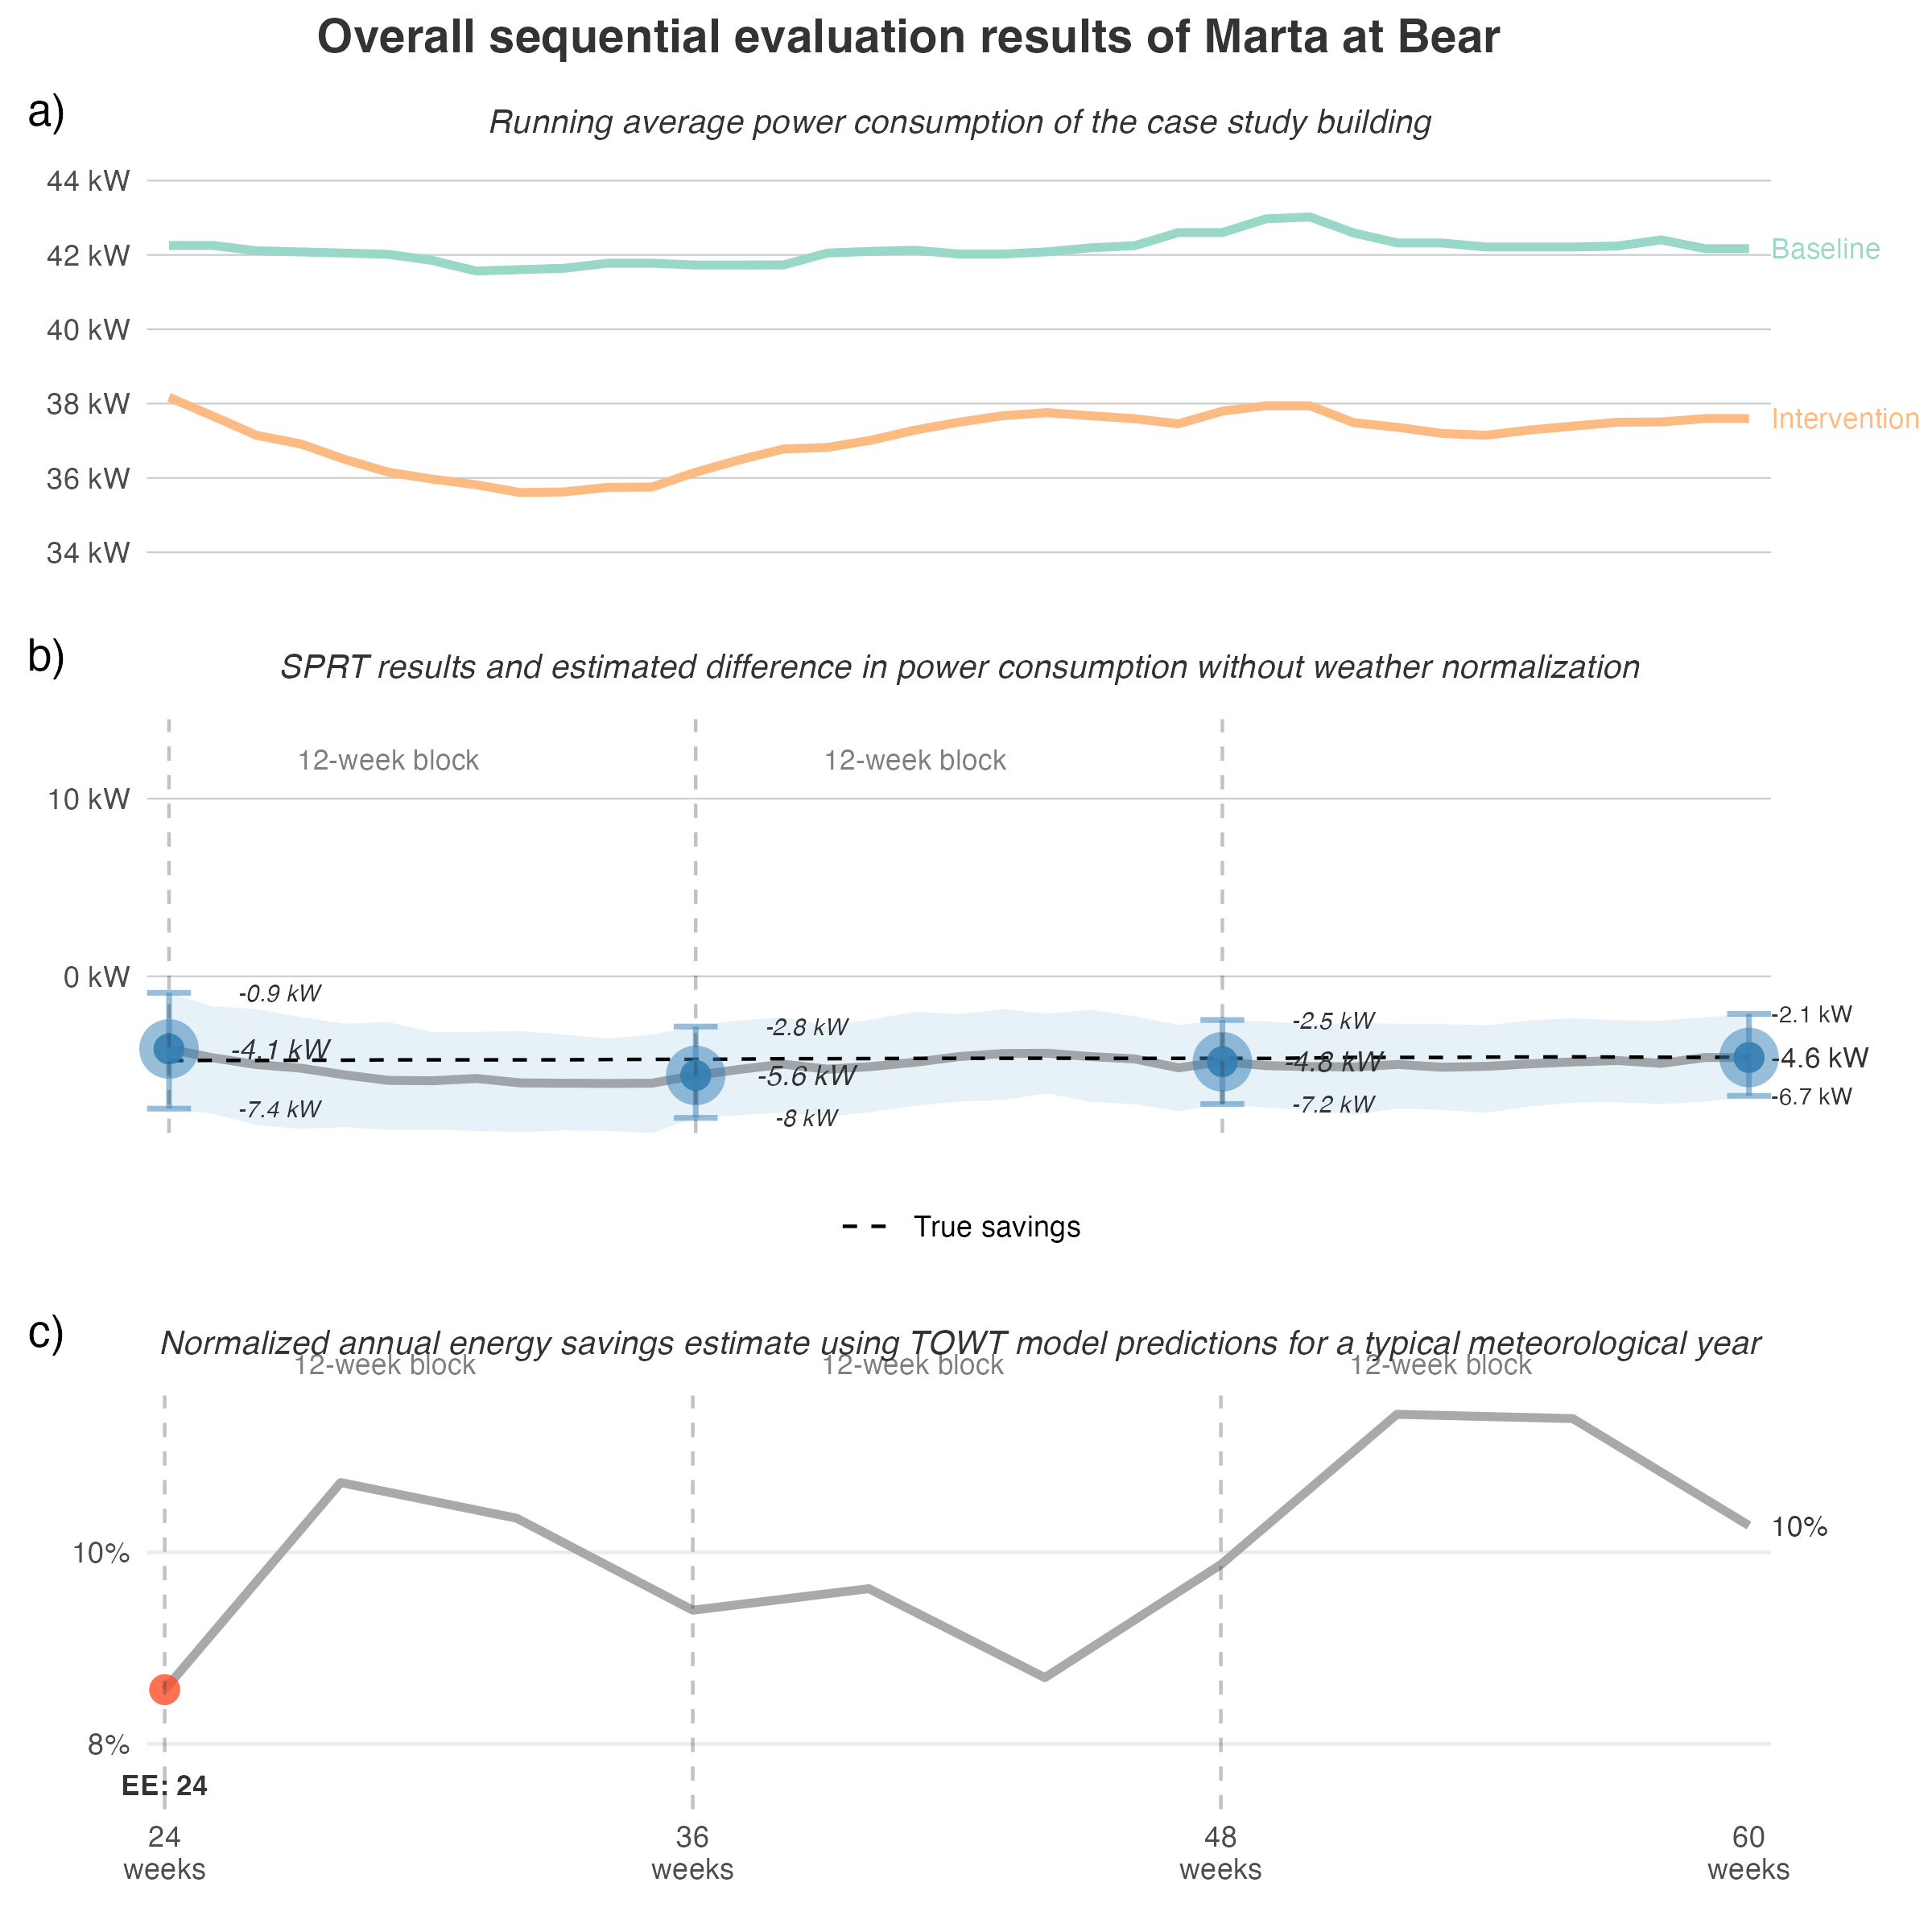 Overall sequential evaluation results of Marta at Bear
a)
Running average power consumption of the case study building
44 kW
42 kW
40 kW
38 kW
36 kW
34 kW
Baseline
Intervention
b)
SPRT results and estimated difference in power consumption without weather normalization
12-week block
12-week block
10 kW
0 kW
-0.9 kW
-4.1 kW
-7.4 kW
-2.8 kW
-5.6 kW
-8 kW
-2.5 kW
-4.8 kW
-7.2 kW
-2.1 kW
-4.6 kW
-6.7 kW
True savings
c)
Normalized annual energy savings estimate using TOWT model predictions for a typical meteorological year
12-week block
12-week block
12-week block
10%
8%
10%
EE: 24
24
weeks
36
weeks
48
weeks
60
weeks